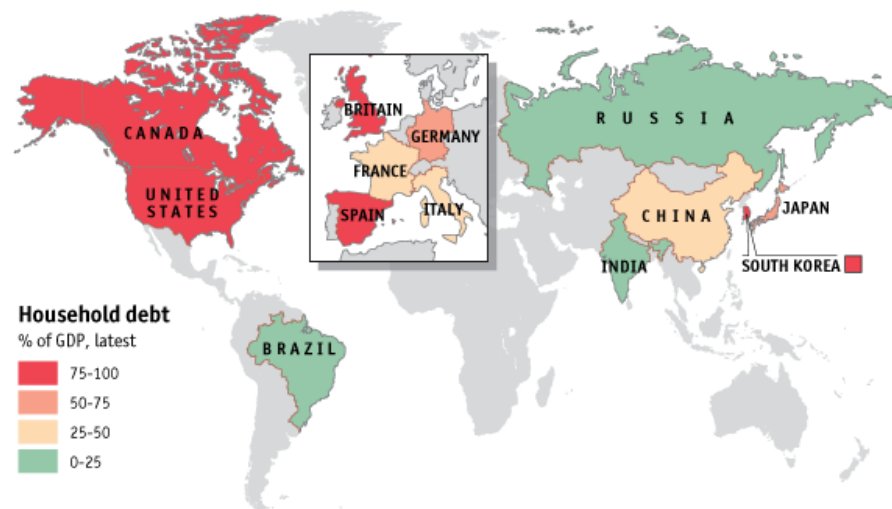 CANADA
UNITED
STATES
BRITAIN
GERMANY
FRANCE
SPAIN
ITALY
RUSSIA
CHINA
JAPAN
SOUTH KOREA
INDIA
BRAZIL
Household debt
% of GDP, latest
75-100
50-75
25-50
0-25